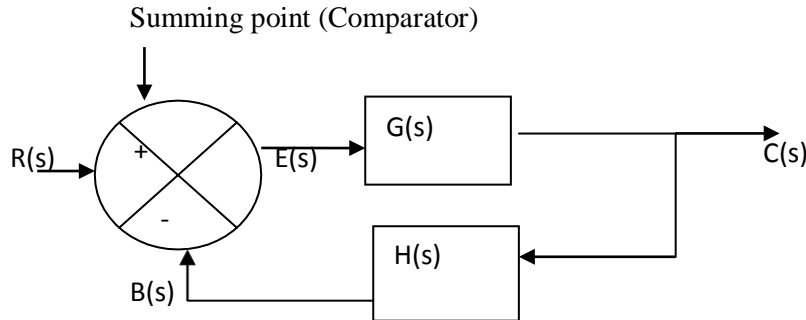 Summing point (Comparator)
G(s)
R(s)
+
E(s)
C(s)
-
H(s)
B(s)